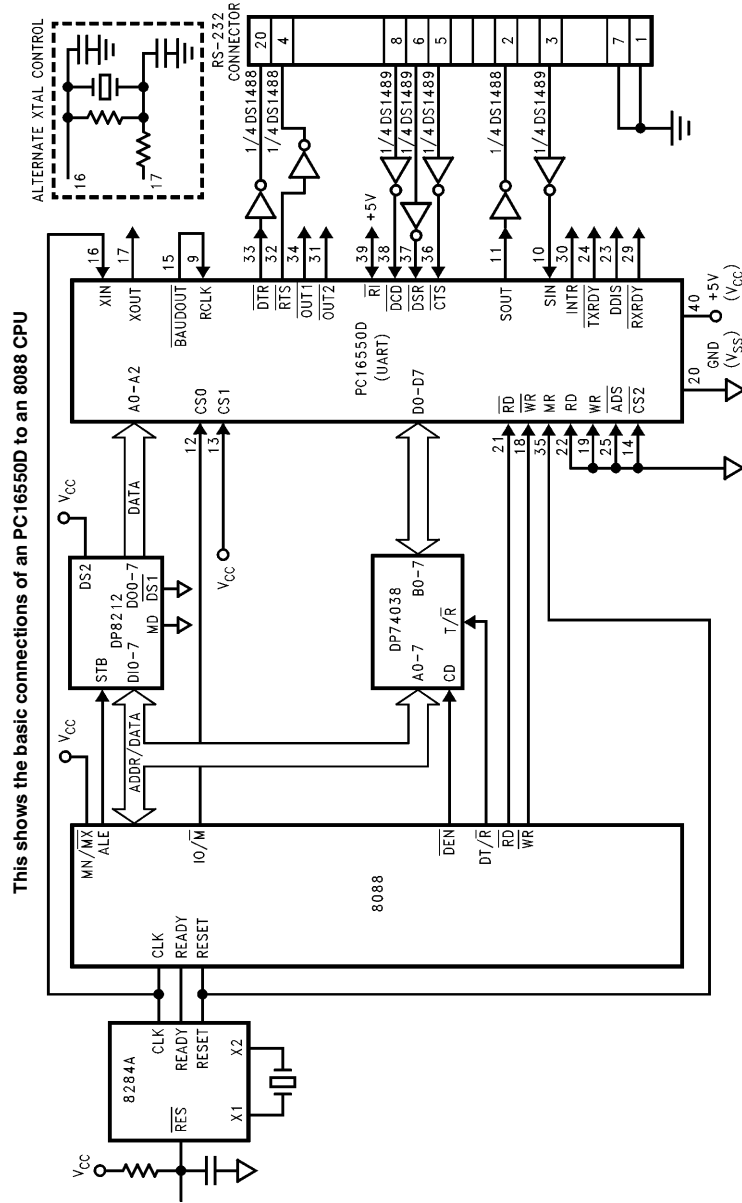 This shows the basic connections of an PC16550D to an 8088 CPU
VCC
RES
8284A
X1
X2
CLK
READY
RESET
CLK
READY
RESET
8088
MN/MX
ALE
IO/M
DEN
DT/R
RD
WR
VCC
ADDR/DATA
STB
DI0-7
DP8212
DS2
DO0-7
MD
DS1
VCC
DATA
VCC
A0-7
CD
DP74038
B0-7
T/R
12
13
21
18
35
22
19
25
14
A0-A2
CS0
CS1
D0-D7
RD
WR
MR
RD
WR
ADS
CS2
PC16550D
(UART)
XIN
XOUT
BAUDOUT
RCLK
DTR
RTS
OUT1
OUT2
RI
DCD
DSR
CTS
SOUT
SIN
INTR
TXRDY
DDIS
RXRDY
16
17
15
9
33
32
34
31
39
38
37
36
11
10
30
24
23
29
20
GND
(VSS)
40
+5V
(VCC)
+5V
1/4 DS1488
1/4 DS1488
1/4 DS1489
1/4 DS1489
1/4 DS1489
1/4 DS1488
1/4 DS1489
RS-232
CONNECTOR
20
4
8
6
5
2
3
7
1
ALTERNATE XTAL CONTROL
16
17